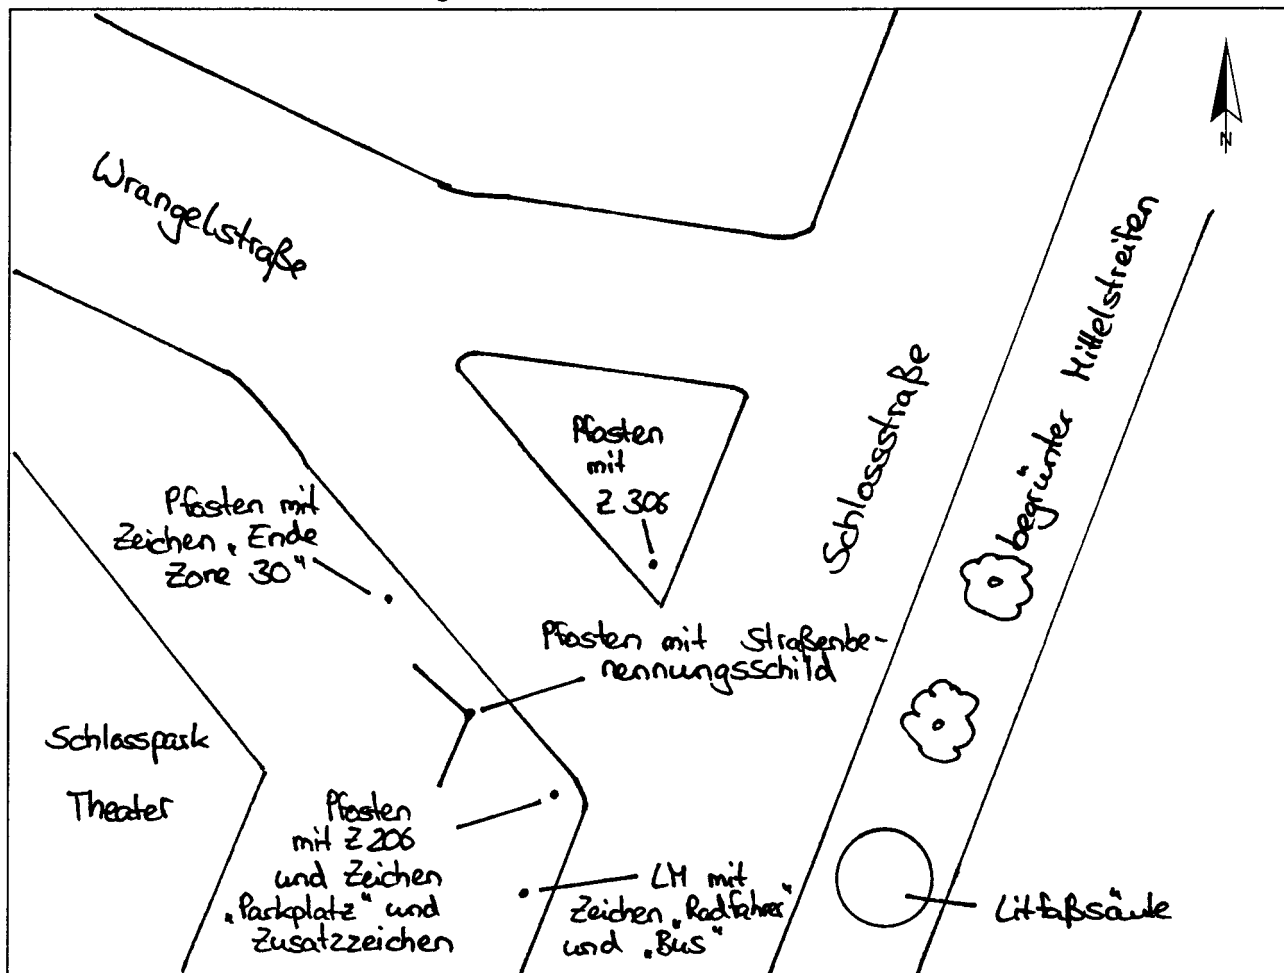 N
Wrangelstraße
Schlossstraße
begrünter Mittelstreifen
Pfosten
mit
Z 306
Pfosten mit
Zeichen „Ende
Zone 30"
Pfosten mit Straßenbe-
nennungsschild
Schlosspark
Theater
Pfosten
mit Z 206
und Zeichen
„Parkplatz" und
Zusatzzeichen
LM mit
Zeichen „Radfahrer"
und „Bus"
Litfaßsäule